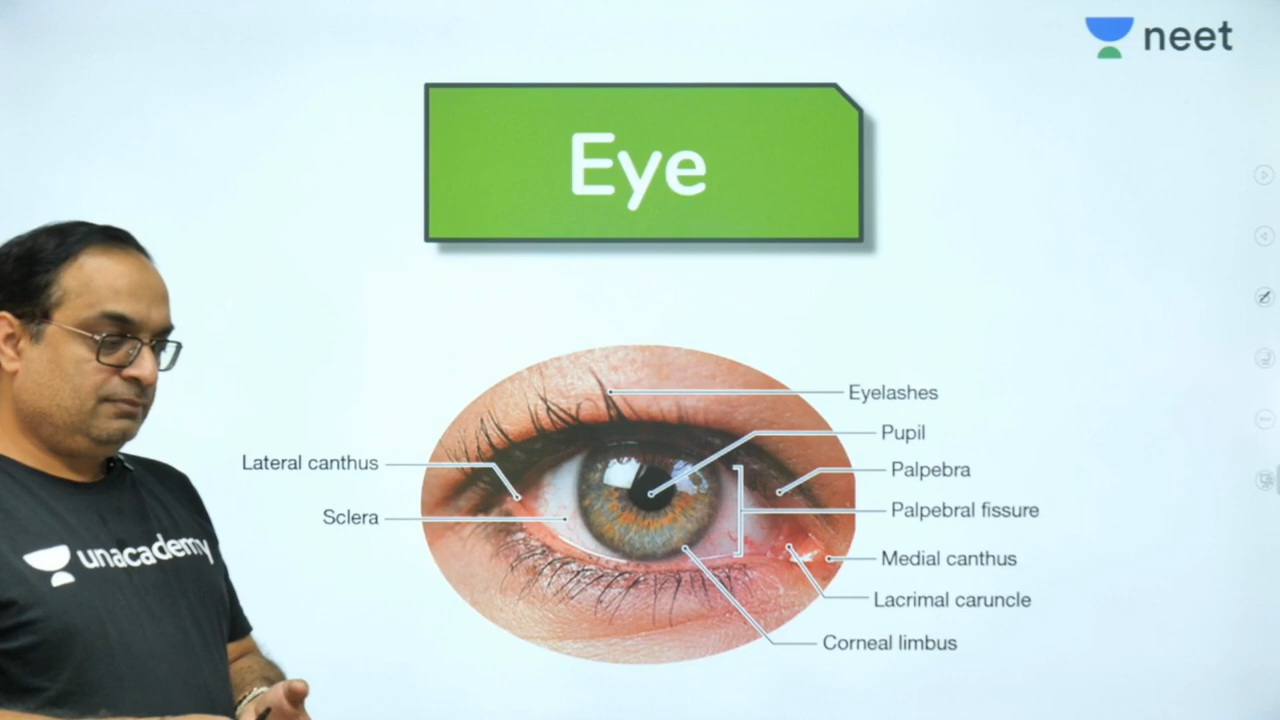 neet
Eye
Eyelashes
Pupil
Lateral canthus
Palpebra
Sclera
Palpebral fissure
unacademy
Medial canthus
Lacrimal caruncle
Corneal limbus